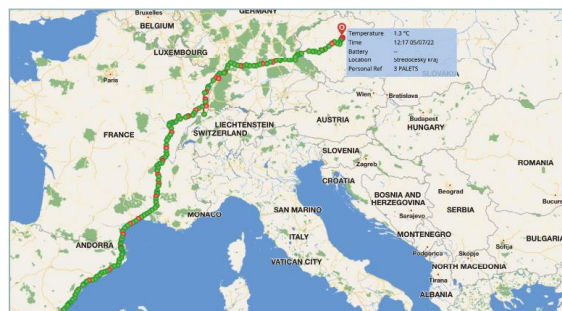 Bruxelles
GERMANY
BELGIUM
LUXEMBOURG
Paris
Temperature 1,3 °C
Time 12:17 05/07/22
Battery --
Location Stredocesky kraj
Personal Ref 3 PALETS
SLOVAKIA
Wien
Bratislava
LIECHTENSTEIN
AUSTRIA
Budapest
HUNGARY
FRANCE
SWITZERLAND
SLOVENIA
Zagreb
ROMANIA
CROATIA
BOSNIA AND
HERZEGOVINA
Beograd
Bucure
MONACO
SAN MARINO
Sarajevo
SERBIA
ANDORRA
ITALY
MONTENEGRO
Podgorica
Skopje
Sofija
BULGARIA
VATICAN CITY
NORTH MACEDONIA
Tirana
ALBANIA